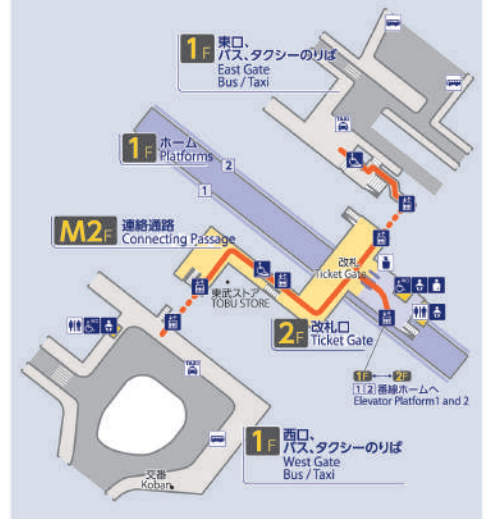 1F 東口、
バス、タクシーのりば
East Gate
Bus / Taxi
TAXI
1F ホーム
Platforms
2
1
M2F 連絡通路
Connecting Passage
改札
Ticket Gate
東武ストア
TOBU STORE
2F 改札口
Ticket Gate
1F 2F
1 2 番線ホームへ
Elevator Platform1 and 2
TAXI
1F 西口、
バス、タクシーのりば
West Gate
Bus / Taxi
交番
Koban